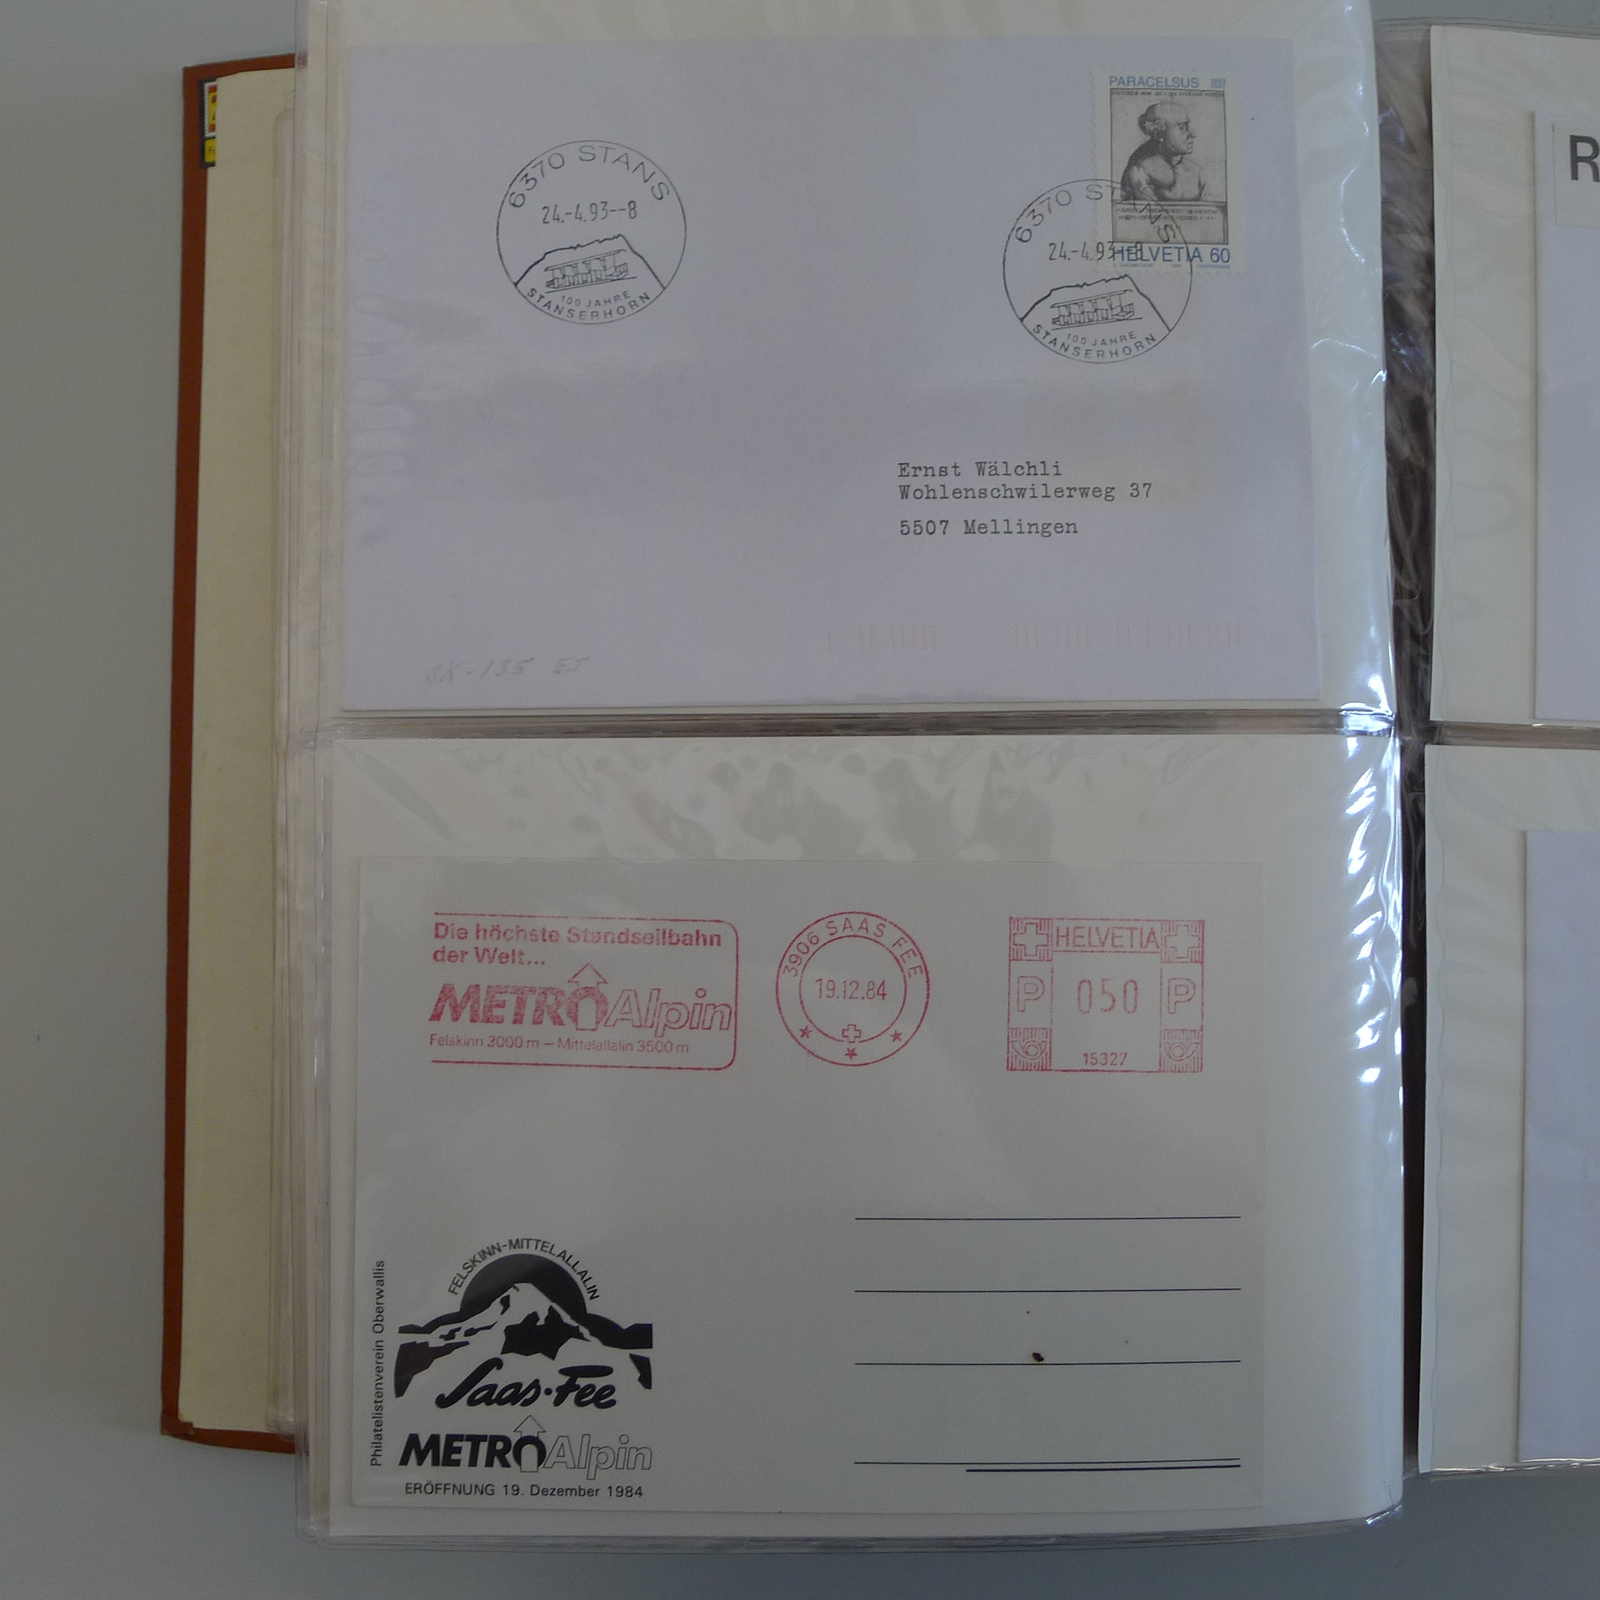 PARACELSUS
HELVETIA 60
6370 STANS
24.-4.93--8
100 JAHRE
STANSERHORN
6370 STANS
24.-4.93--8
100 JAHRE
STANSERHORN
Ernst Wälchli
Wohlenschwilerweg 37
5507 Mellingen
R
Die höchste Standseilbahn
der Welt...
METRO Alpin
Felskinn 3000 m – Mittelallalin 3500 m
3906 SAAS FEE
19.12.84
HELVETIA
P 050 P
15327
Philatelistenverein Oberwallis
FELSKINN-MITTELALLALIN
Saas-Fee
METRO Alpin
ERÖFFNUNG 19. Dezember 1984